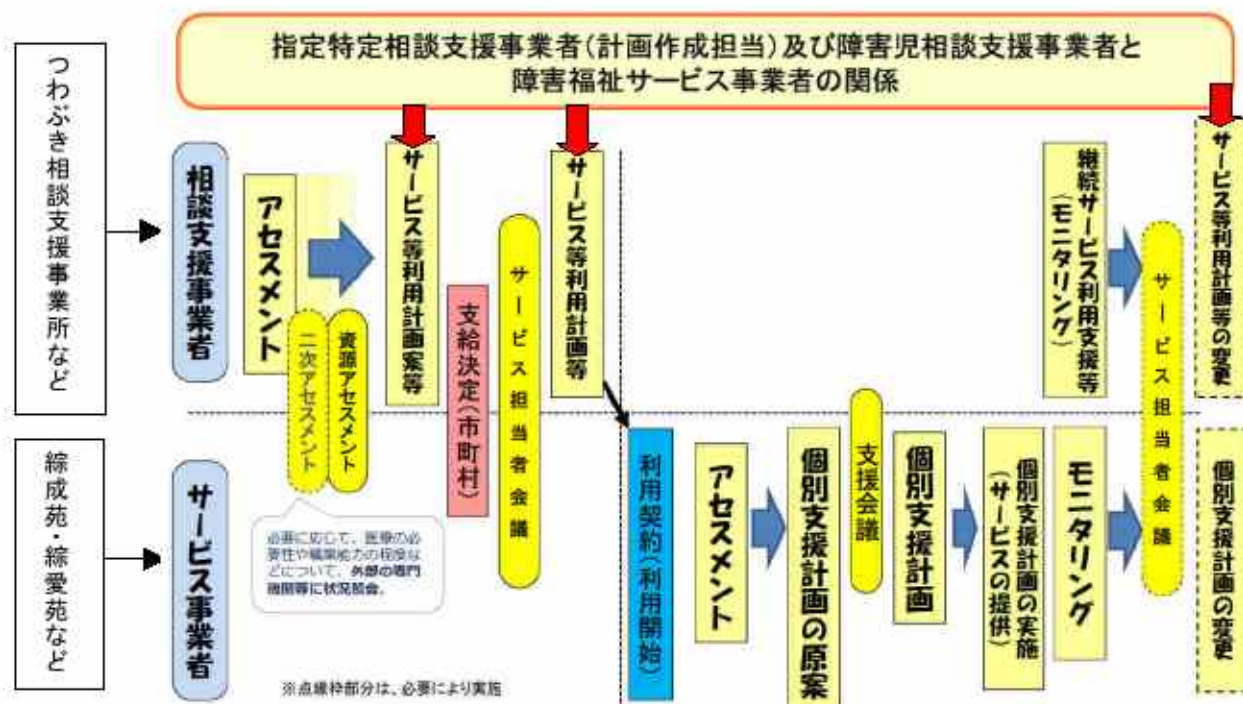 指定特定相談支援事業者(計画作成担当)及び障害児相談支援事業者と
障害福祉サービス事業者の関係
つわぶき相談支援事業所など
相談支援事業者
アセスメント
二次アセスメント
資源アセスメント
サービス等利用計画案等
支給決定(市町村)
サービス担当者会議
サービス等利用計画等
継続サービス利用支援等
(モニタリング)
サービス担当者会議
サービス等利用計画等の変更
綜成苑・綜愛苑など
サービス事業者
必要に応じて、医療の必
要性や職業能力の程度な
どについて、外部の専門
機関等に状況照会。
利用契約(利用開始)
アセスメント
個別支援計画の原案
支援会議
個別支援計画
個別支援計画の実施
(サービスの提供)
モニタリング
個別支援計画の変更
※点線枠部分は、必要により実施